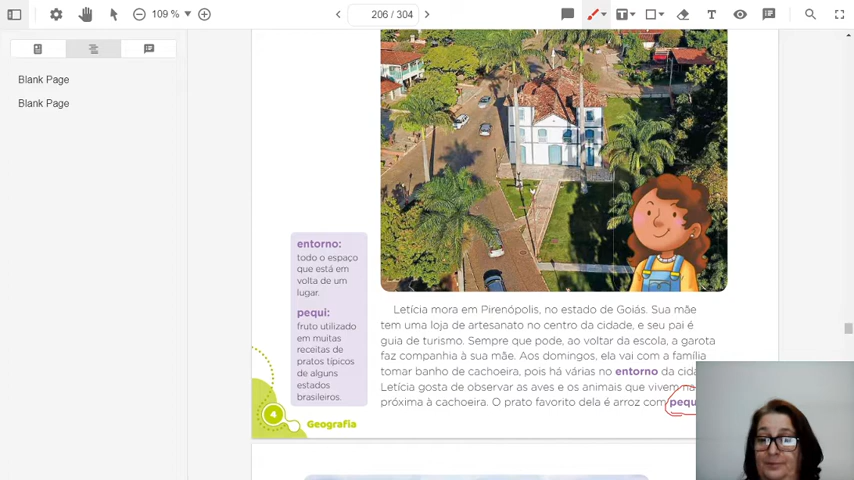 109 %
206 / 304
Blank Page
Blank Page
entorno:
todo o espaço
que está em
volta de um
lugar.
pequi:
fruto utilizado
em muitas
receitas de
pratos típicos
de alguns
estados
brasileiros.
Letícia mora em Pirenópolis, no estado de Goiás. Sua mãe
tem uma loja de artesanato no centro da cidade, e seu pai é
guia de turismo. Sempre que pode, ao voltar da escola, a garota
faz companhia à sua mãe. Aos domingos, ela vai com a família
tomar banho de cachoeira, pois há várias no entorno da
Letícia gosta de observar as aves e os animais que vivem
próxima à cachoeira. O prato favorito dela é arroz com
4
Geografia